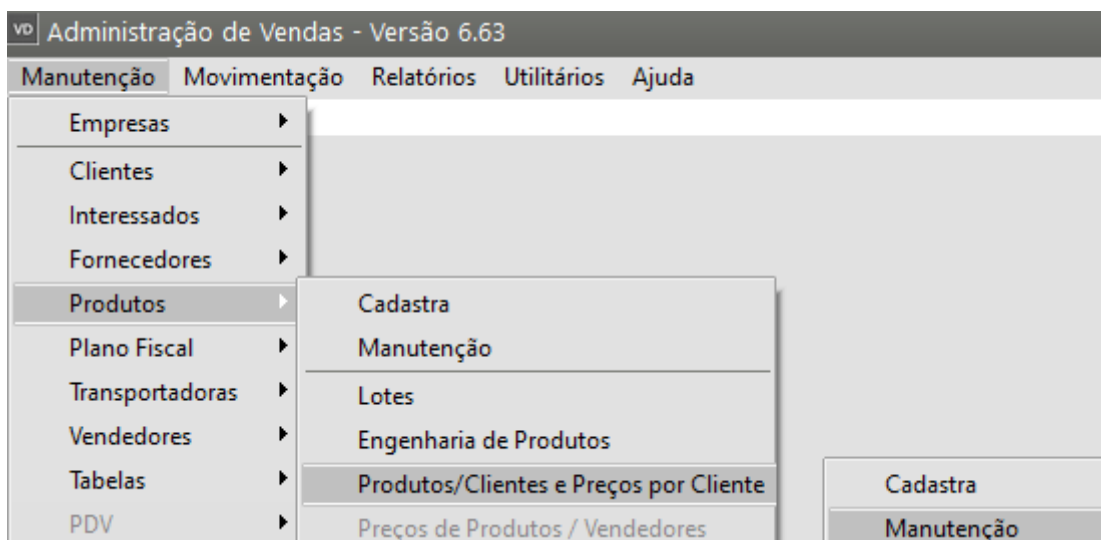 VD Administração de Vendas - Versão 6.63
Manutenção Movimentação Relatórios Utilitários Ajuda
Empresas
Clientes
Interessados
Fornecedores
Produtos
Plano Fiscal
Transportadoras
Vendedores
Tabelas
PDV
Cadastra
Manutenção
Lotes
Engenharia de Produtos
Produtos/Clientes e Preços por Cliente
Preços de Produtos / Vendedores
Cadastra
Manutenção